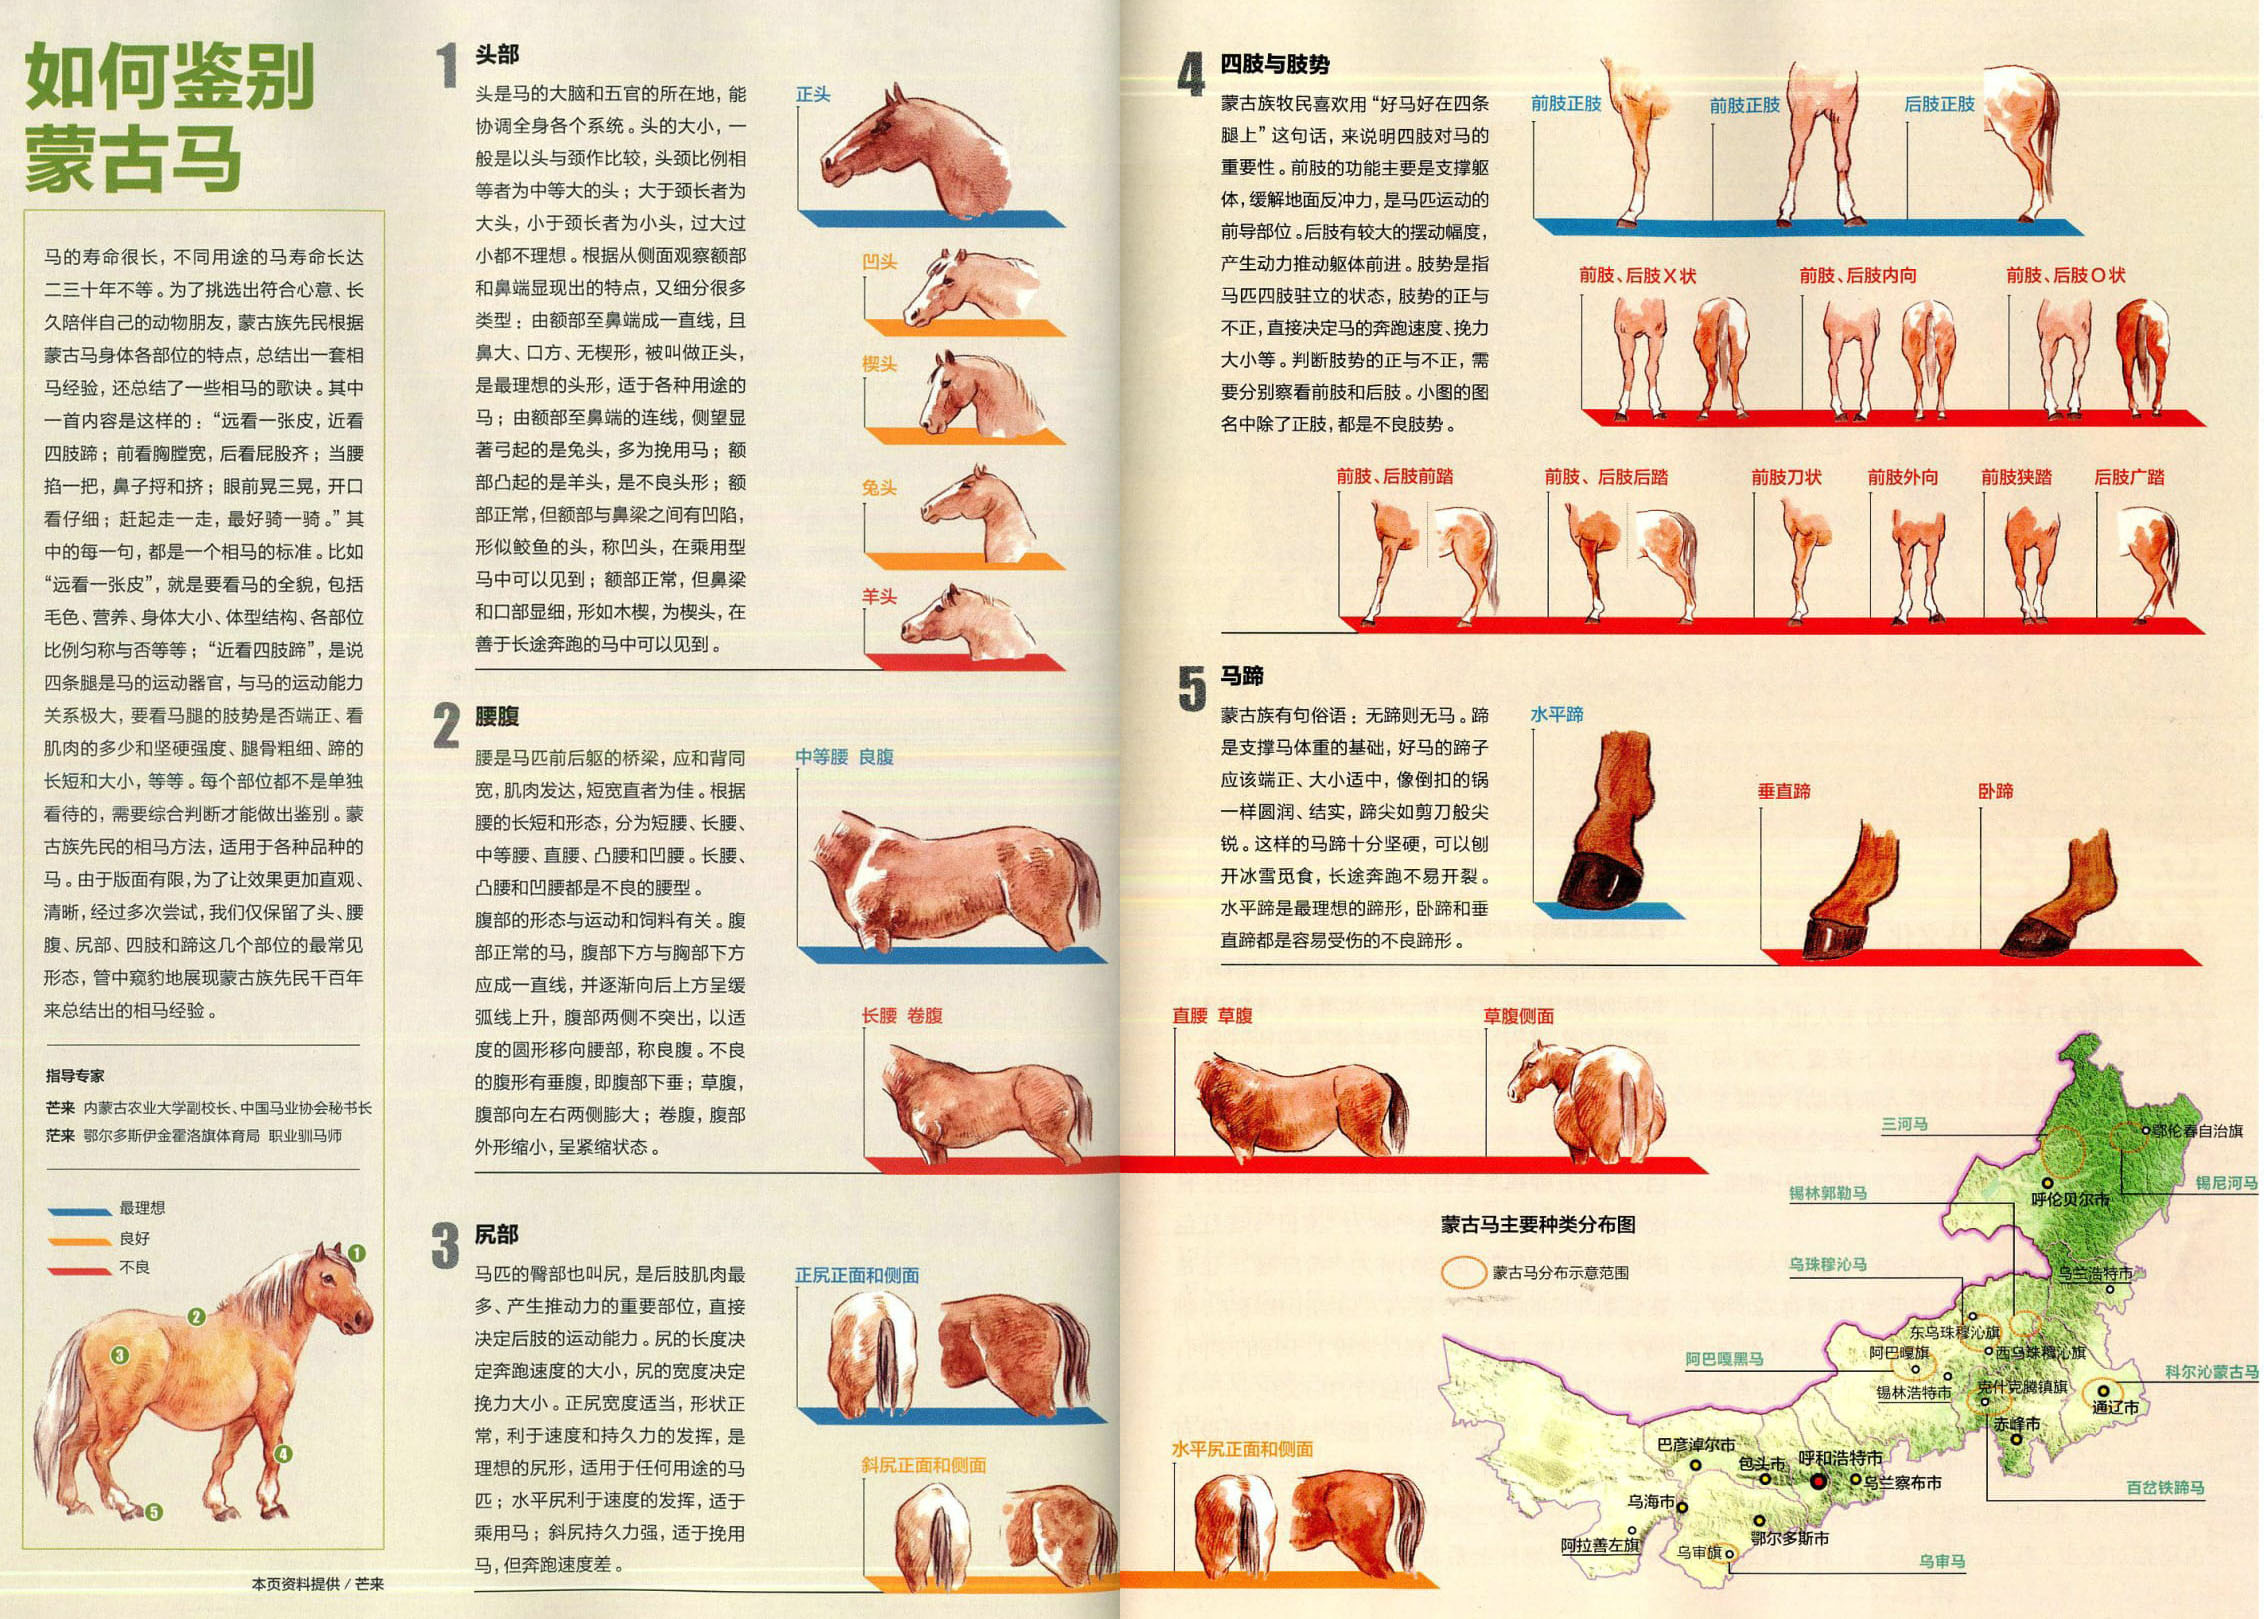 如何鉴别
蒙古马
马的寿命很长，不同用途的马寿命长达
二三十年不等。为了挑选出符合心意、长
久陪伴自己的动物朋友，蒙古族先民根据
蒙古马身体各部位的特点，总结出一套相
马经验，还总结了一些相马的歌诀。其中
一首内容是这样的：“远看一张皮，近看
四肢蹄；前看胸膛宽，后看屁股齐；当腰
掐一把，鼻子捋和挤；眼前晃三晃，开口
看仔细；赶起走一走，最好骑一骑。”其
中的每一句，都是一个相马的标准。比如
“远看一张皮”，就是要看马的全貌，包括
毛色、营养、身体大小、体型结构、各部位
比例匀称与否等等；“近看四肢蹄”，是说
四条腿是马的运动器官，与马的运动能力
关系极大，要看马腿的肢势是否端正、看
肌肉的多少和坚硬强度、腿骨粗细、蹄的
长短和大小，等等。每个部位都不是单独
看待的，需要综合判断才能做出鉴别。蒙
古族先民的相马方法，适用于各种品种的
马。由于版面有限，为了让效果更加直观、
清晰，经过多次尝试，我们仅保留了头、腰
腹、尻部、四肢和蹄这几个部位的最常见
形态，管中窥豹地展现蒙古族先民千百年
来总结出的相马经验。
指导专家
芒来 内蒙古农业大学副校长、中国马业协会秘书长
茫来 鄂尔多斯伊金霍洛旗体育局 职业驯马师
最理想
良好
不良
1
2
3
4
5
本页资料提供 / 芒来
1 头部
头是马的大脑和五官的所在地，能
协调全身各个系统。头的大小，一
般是以头与颈作比较，头颈比例相
等者为中等大的头；大于颈长者为
大头，小于颈长者为小头，过大过
小都不理想。根据从侧面观察额部
和鼻端显现出的特点，又细分很多
类型：由额部至鼻端成一直线，且
鼻大、口方、无楔形，被叫做正头，
是最理想的头形，适于各种用途的
马；由额部至鼻端的连线，侧望显
著弓起的是兔头，多为挽用马；额
部凸起的是羊头，是不良头形；额
部正常，但额部与鼻梁之间有凹陷，
形似鲛鱼的头，称凹头，在乘用型
马中可以见到；额部正常，但鼻梁
和口部显细，形如木楔，为楔头，在
善于长途奔跑的马中可以见到。
正头
凹头
楔头
兔头
羊头
2 腰腹
腰是马匹前后躯的桥梁，应和背同
宽，肌肉发达，短宽直者为佳。根据
腰的长短和形态，分为短腰、长腰、
中等腰、直腰、凸腰和凹腰。长腰、
凸腰和凹腰都是不良的腰型。
腹部的形态与运动和饲料有关。腹
部正常的马，腹部下方与胸部下方
应成一直线，并逐渐向后上方呈缓
弧线上升，腹部两侧不突出，以适
度的圆形移向腰部，称良腹。不良
的腹形有垂腹，即腹部下垂；草腹，
腹部向左右两侧膨大；卷腹，腹部
外形缩小，呈紧缩状态。
中等腰 良腹
长腰 卷腹
直腰 草腹
草腹侧面
3 尻部
马匹的臀部也叫尻，是后肢肌肉最
多、产生推动力的重要部位，直接
决定后肢的运动能力。尻的长度决
定奔跑速度的大小，尻的宽度决定
挽力大小。正尻宽度适当，形状正
常，利于速度和持久力的发挥，是
理想的尻形，适用于任何用途的马
匹；水平尻利于速度的发挥，适于
乘用马；斜尻持久力强，适于挽用
马，但奔跑速度差。
正尻正面和侧面
斜尻正面和侧面
水平尻正面和侧面
4 四肢与肢势
蒙古族牧民喜欢用“好马好在四条
腿上”这句话，来说明四肢对马的
重要性。前肢的功能主要是支撑躯
体，缓解地面反冲力，是马匹运动的
前导部位。后肢有较大的摆动幅度，
产生动力推动躯体前进。肢势是指
马匹四肢驻立的状态，肢势的正与
不正，直接决定马的奔跑速度、挽力
大小等。判断肢势的正与不正，需
要分别察看前肢和后肢。小图的图
名中除了正肢，都是不良肢势。
前肢正肢
前肢正肢
后肢正肢
前肢、后肢X状
前肢、后肢内向
前肢、后肢O状
前肢、后肢前踏
前肢、后肢后踏
前肢刀状
前肢外向
前肢狭踏
后肢广踏
5 马蹄
蒙古族有句俗语：无蹄则无马。蹄
是支撑马体重的基础，好马的蹄子
应该端正、大小适中，像倒扣的锅
一样圆润、结实，蹄尖如剪刀般尖
锐。这样的马蹄十分坚硬，可以刨
开冰雪觅食，长途奔跑不易开裂。
水平蹄是最理想的蹄形，卧蹄和垂
直蹄都是容易受伤的不良蹄形。
水平蹄
垂直蹄
卧蹄
蒙古马主要种类分布图
蒙古马分布示意范围
三河马
鄂伦春自治旗
锡尼河马
锡林郭勒马
呼伦贝尔市
乌珠穆沁马
乌兰浩特市
东乌珠穆沁旗
阿巴嘎黑马
阿巴嘎旗
西乌珠穆沁旗
科尔沁蒙古马
锡林浩特市
克什克腾镇旗
通辽市
赤峰市
巴彦淖尔市
包头市
呼和浩特市
乌兰察布市
百岔铁蹄马
乌海市
鄂尔多斯市
阿拉善左旗
乌审旗
乌审马